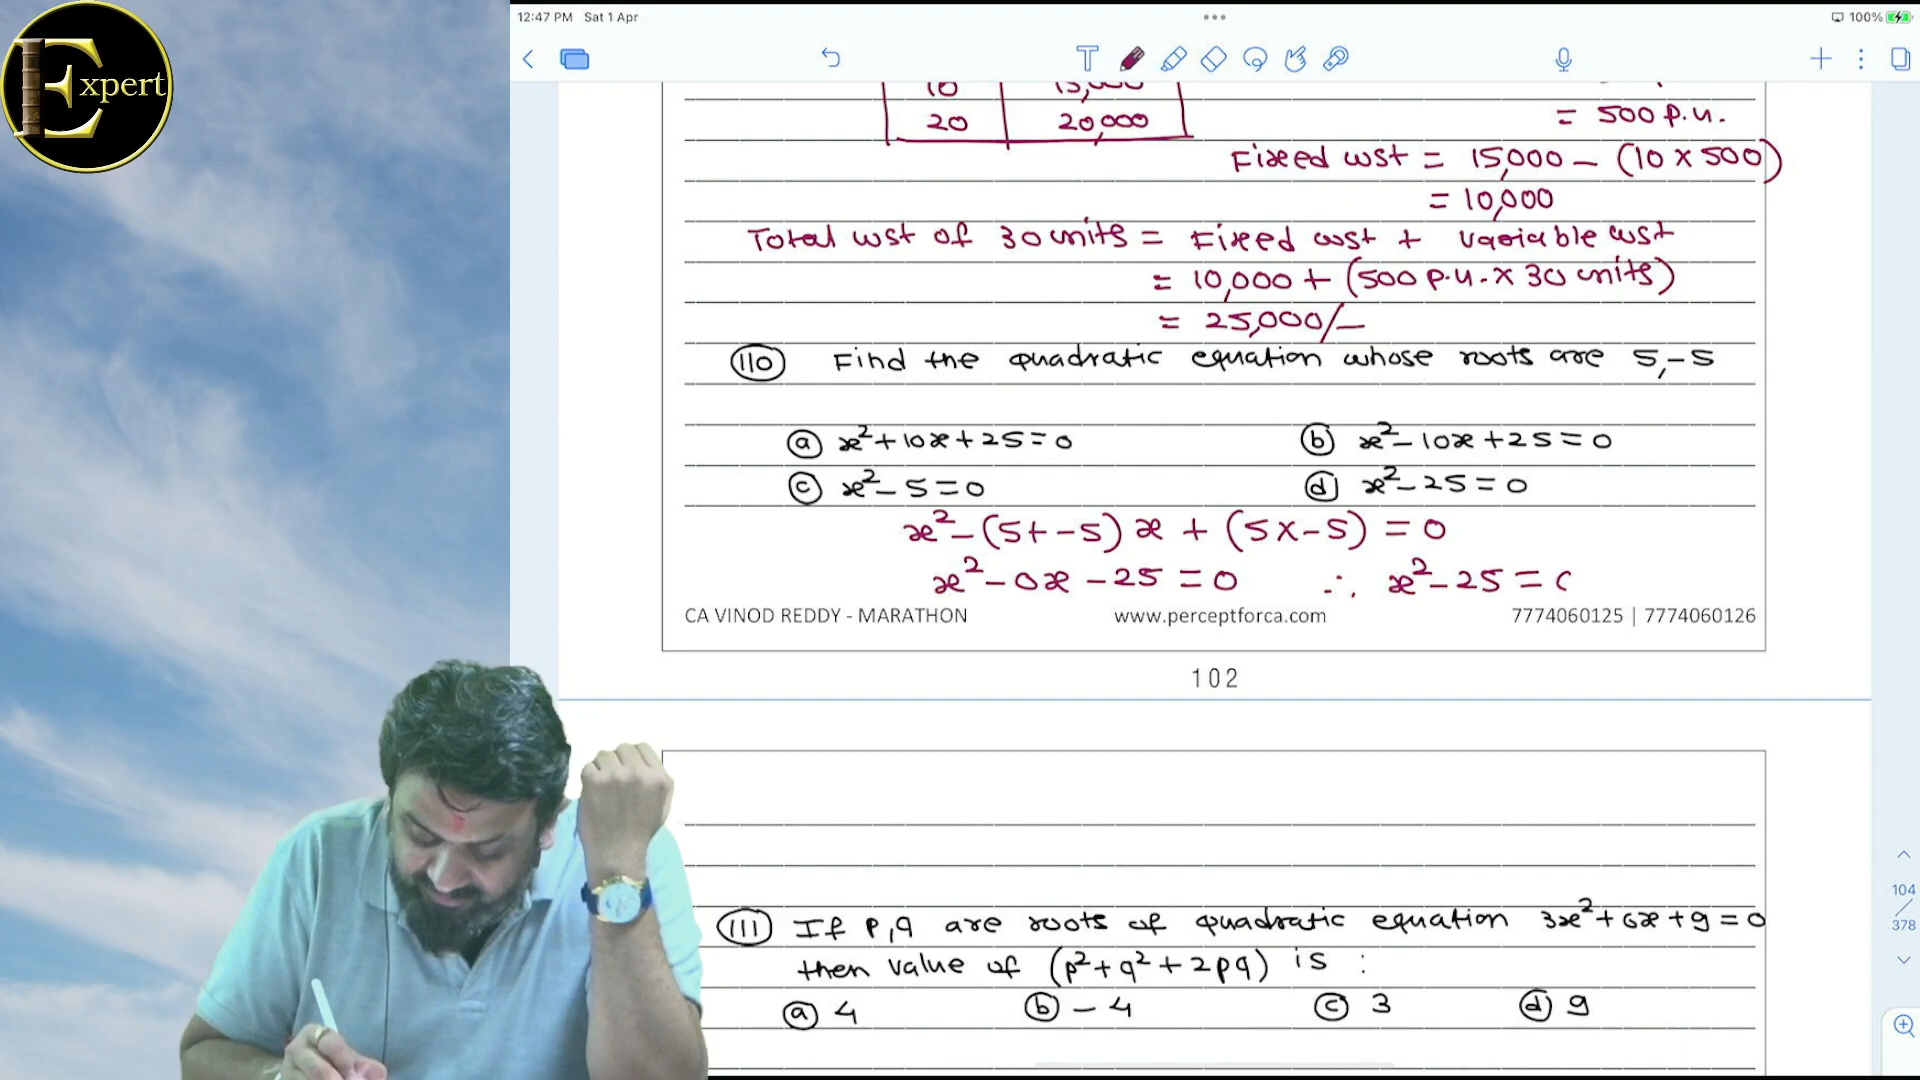 Expert
12:47 PM Sat 1 Apr
100%
20 20,000
= 500 p.u.
Fixed cost = 15,000 – (10 × 500)
= 10,000
Total cost of 30 units = Fixed cost + variable cost
= 10,000 + (500 p.u. × 30 units)
= 25,000/–
110 Find the quadratic equation whose roots are 5, –5
a x² + 10x + 25 = 0 b x² – 10x + 25 = 0
c x² – 5 = 0 d x² – 25 = 0
x² – (5 + –5) x + (5 × –5) = 0
x² – 0x – 25 = 0 ∴ x² – 25 = 0
CA VINOD REDDY - MARATHON www.perceptforca.com 7774060125 | 7774060126
102
111 If p, q are roots of quadratic equation 3x² + 6x + 9 = 0
then value of (p² + q² + 2pq) is :
a 4 b – 4 c 3 d 9
104
/
378